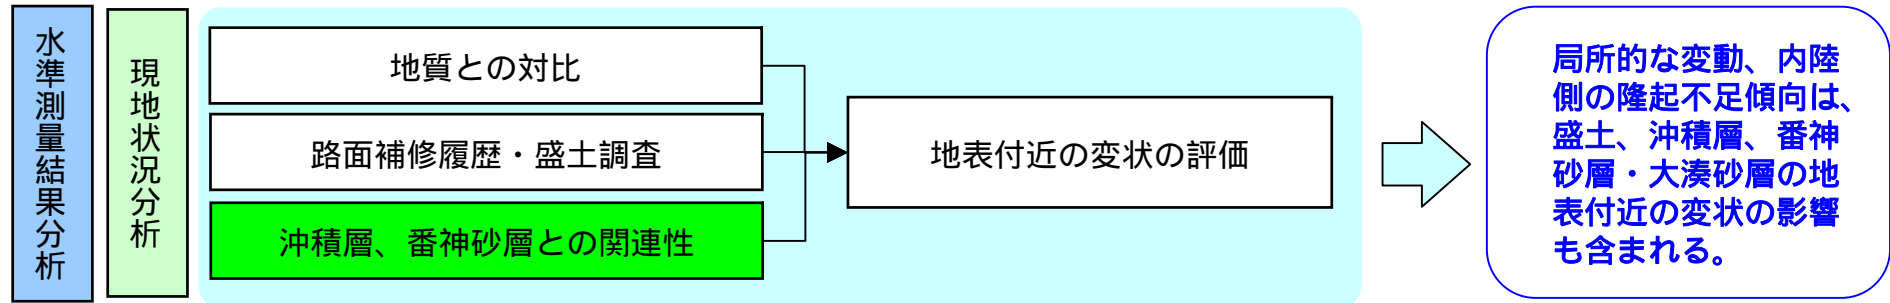 水準測量結果分析
現地状況分析
地質との対比
路面補修履歴・盛土調査
沖積層、番神砂層との関連性
地表付近の変状の評価
局所的な変動、内陸
側の隆起不足傾向は、
盛土、沖積層、番神
砂層・大湊砂層の地
表付近の変状の影響
も含まれる。